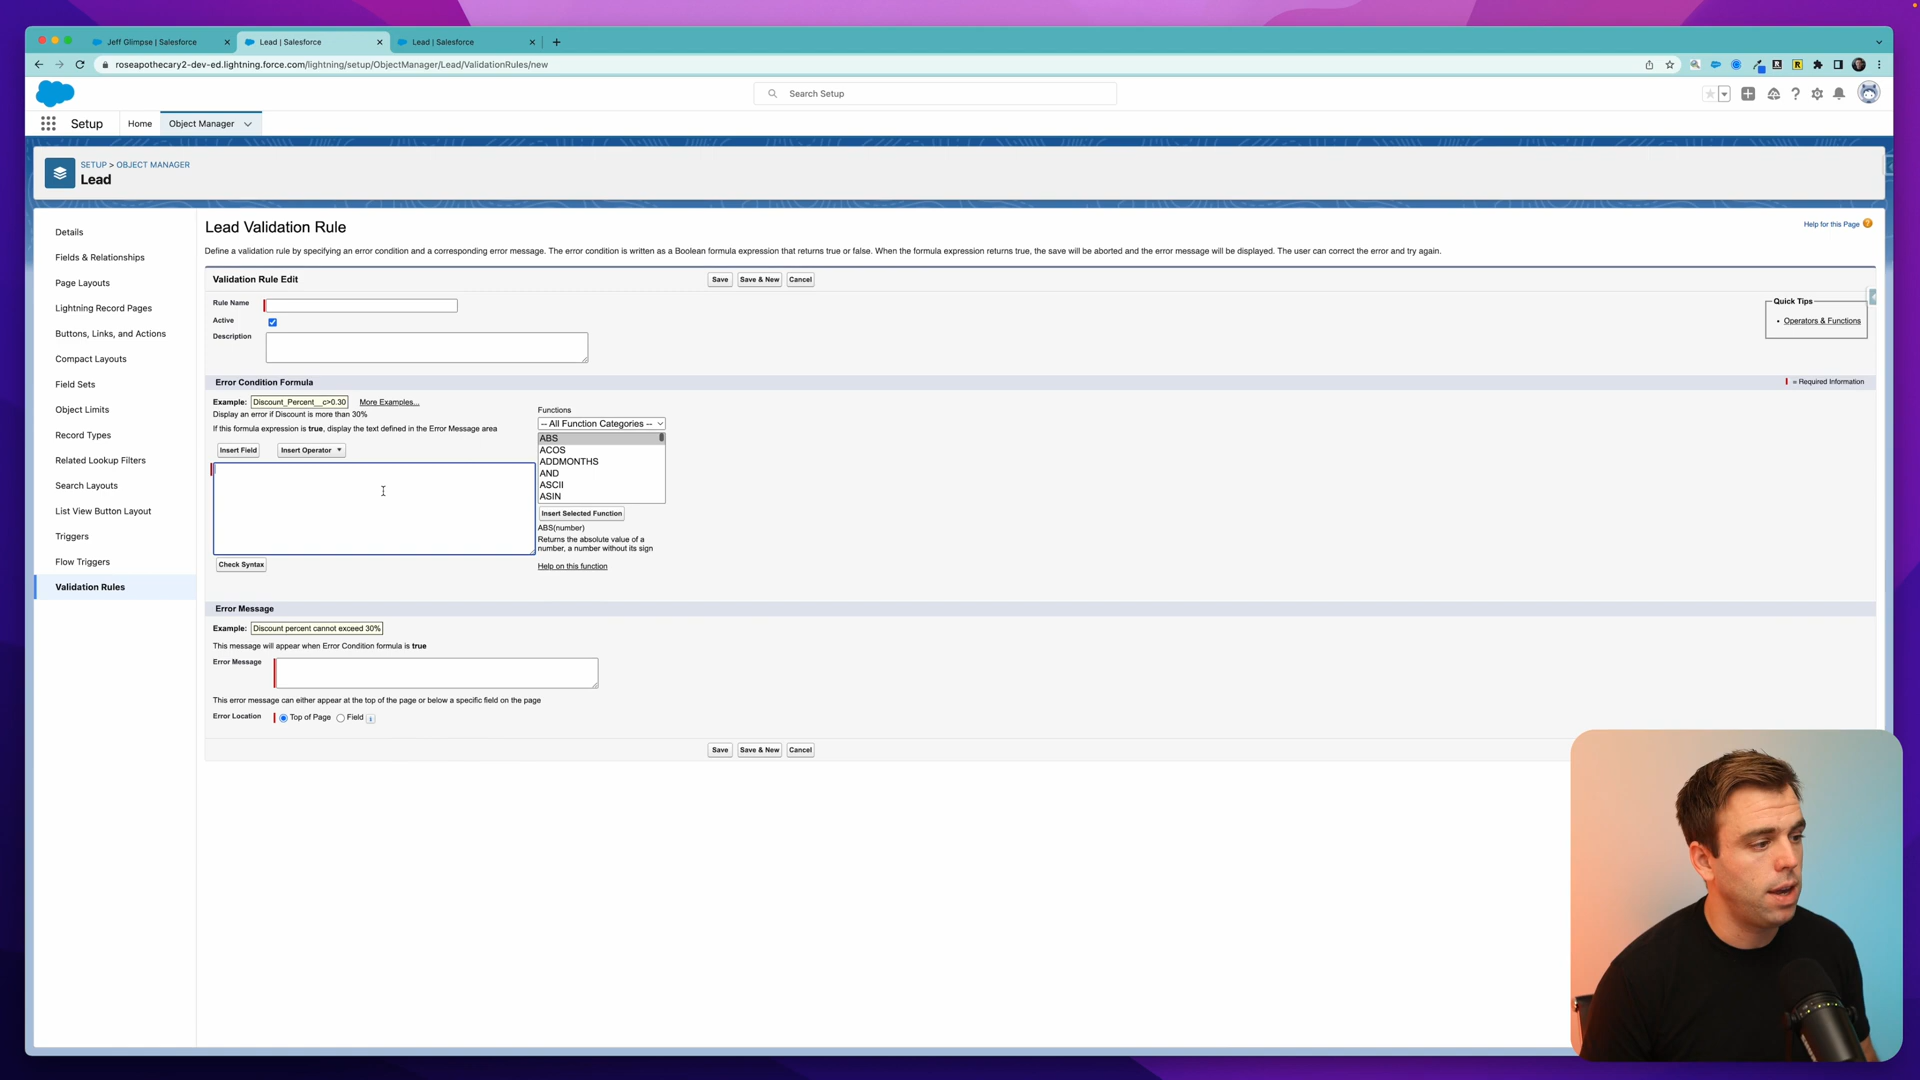 Jeff Glimpse | Salesforce
Lead | Salesforce
Lead | Salesforce
roseapothecary2-dev-ed.lightning.force.com/lightning/setup/ObjectManager/Lead/ValidationRules/new
Search Setup
Setup
Home
Object Manager
SETUP > OBJECT MANAGER
Lead
Details
Fields & Relationships
Page Layouts
Lightning Record Pages
Buttons, Links, and Actions
Compact Layouts
Field Sets
Object Limits
Record Types
Related Lookup Filters
Search Layouts
List View Button Layout
Triggers
Flow Triggers
Validation Rules
Lead Validation Rule
Help for this Page
Define a validation rule by specifying an error condition and a corresponding error message. The error condition is written as a Boolean formula expression that returns true or false. When the formula expression returns true, the save will be aborted and the error message will be displayed. The user can correct the error and try again.
Validation Rule Edit
Save
Save & New
Cancel
Rule Name
Active
Description
Quick Tips
• Operators & Functions
Error Condition Formula
= Required Information
Example: Discount_Percent__c>0.30 More Examples...
Display an error if Discount is more than 30%
If this formula expression is true, display the text defined in the Error Message area
Insert Field
Insert Operator
Functions
-- All Function Categories --
ABS
ACOS
ADDMONTHS
AND
ASCII
ASIN
Insert Selected Function
ABS(number)
Returns the absolute value of a
number, a number without its sign
Help on this function
Check Syntax
Error Message
Example: Discount percent cannot exceed 30%
This message will appear when Error Condition formula is true
Error Message
This error message can either appear at the top of the page or below a specific field on the page
Error Location
Top of Page
Field
i
Save
Save & New
Cancel